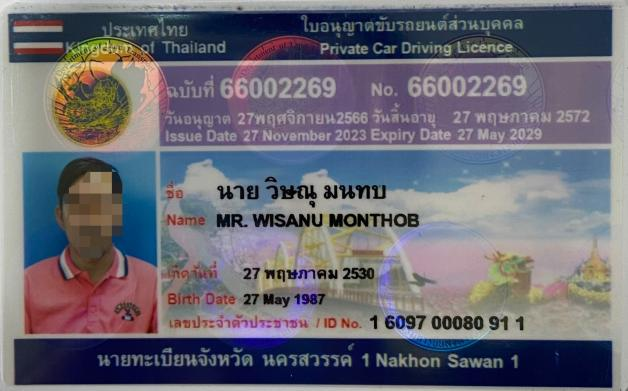 ประเทศไทย ใบอนุญาตขับรถยนต์ส่วนบุคคล
Kingdom of Thailand Private Car Driving Licence
ฉบับที่ 66002269 No. 66002269
วันอนุญาต 27พฤศจิกายน2566 วันสิ้นอายุ 27 พฤษภาคม 2572
Issue Date 27 November 2023 Expiry Date 27 May 2029
ชื่อ นาย วิษณุ มนทบ
Name MR. WISANU MONTHOB
เกิดวันที่ 27 พฤษภาคม 2530
Birth Date 27 May 1987
เลขประจำตัวประชาชน / ID No. 1 6097 00080 91 1
นายทะเบียนจังหวัด นครสวรรค์ 1 Nakhon Sawan 1